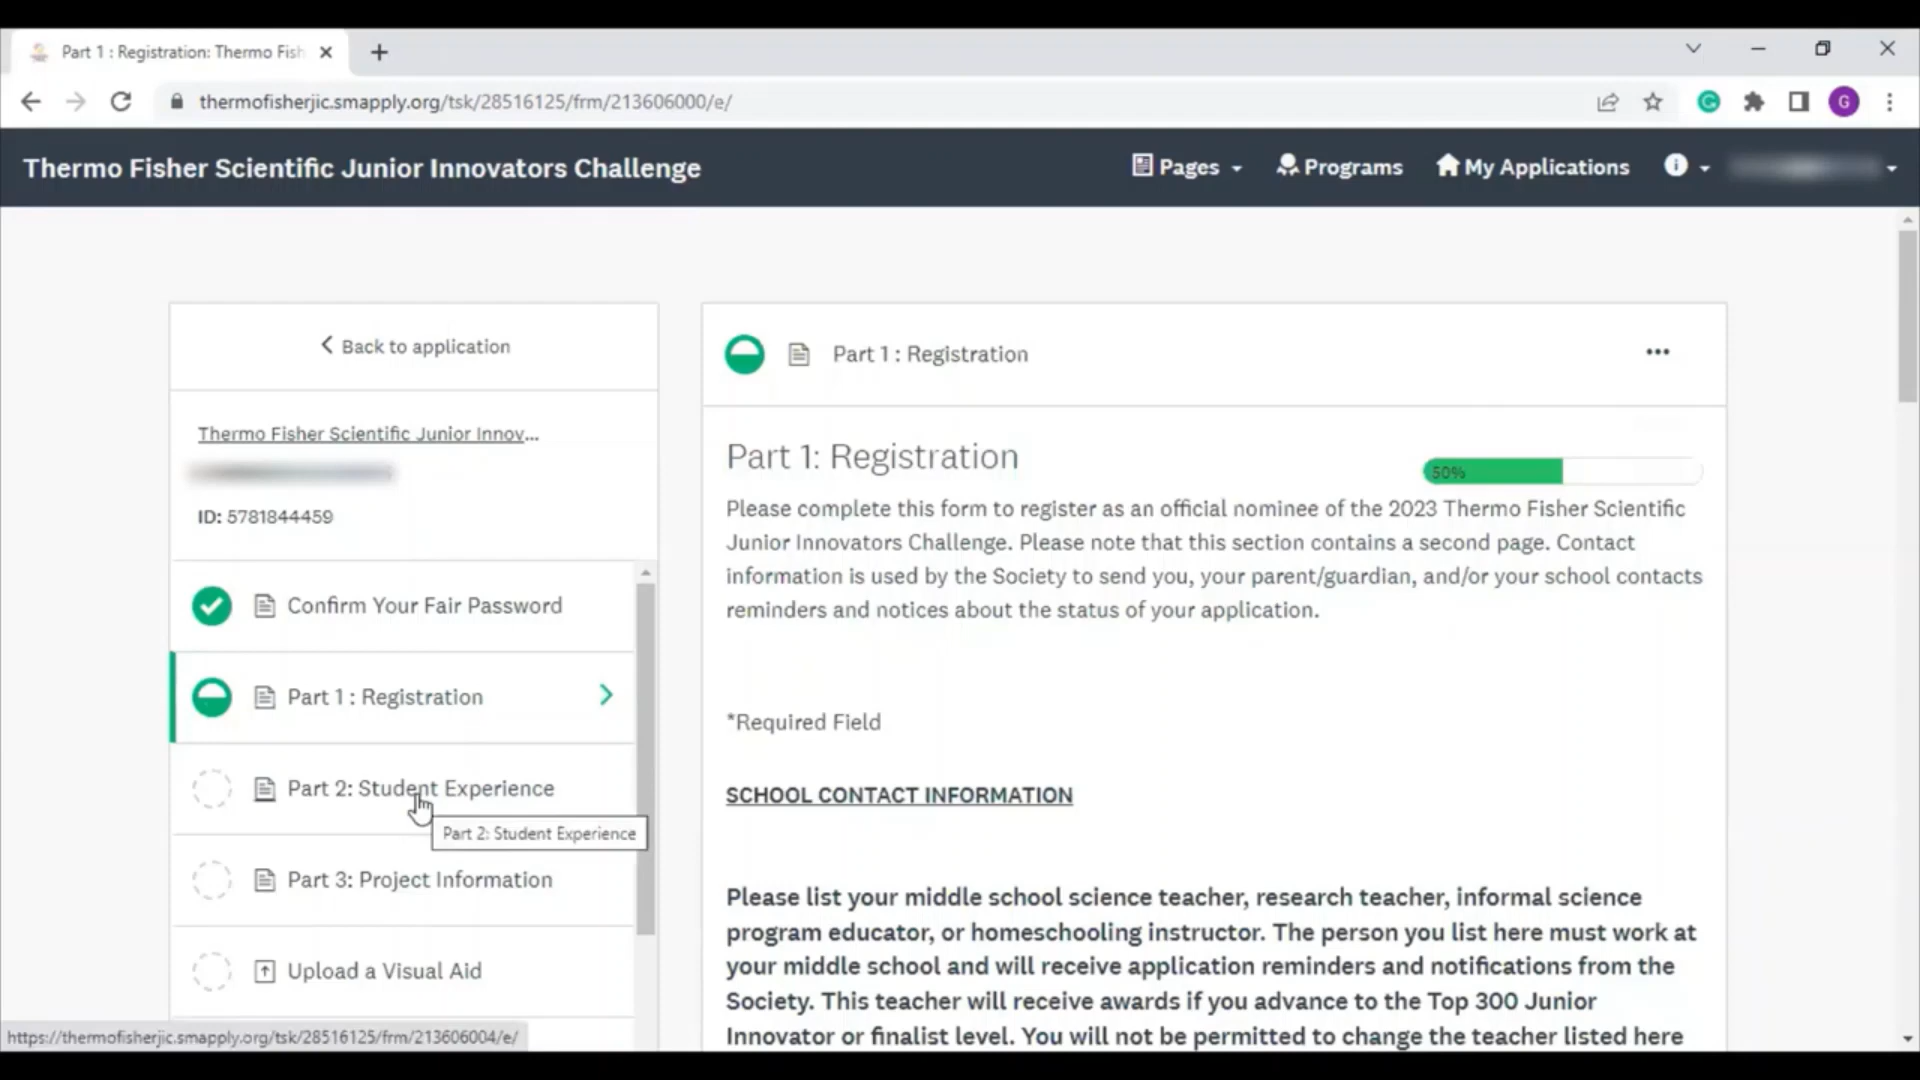 Part 1 : Registration: Thermo Fish
thermofisherjic.smapply.org/tsk/28516125/frm/213606000/e/
G
Thermo Fisher Scientific Junior Innovators Challenge
Pages
Programs
My Applications
Back to application
Thermo Fisher Scientific Junior Innov...
ID: 5781844459
Confirm Your Fair Password
Part 1 : Registration
Part 2: Student Experience
Part 2: Student Experience
Part 3: Project Information
Upload a Visual Aid
https://thermofisherjic.smapply.org/tsk/28516125/frm/213606004/e/
Part 1 : Registration
Part 1: Registration
50%
Please complete this form to register as an official nominee of the 2023 Thermo Fisher Scientific
Junior Innovators Challenge. Please note that this section contains a second page. Contact
information is used by the Society to send you, your parent/guardian, and/or your school contacts
reminders and notices about the status of your application.
*Required Field
SCHOOL CONTACT INFORMATION
Please list your middle school science teacher, research teacher, informal science
program educator, or homeschooling instructor. The person you list here must work at
your middle school and will receive application reminders and notifications from the
Society. This teacher will receive awards if you advance to the Top 300 Junior
Innovator or finalist level. You will not be permitted to change the teacher listed here